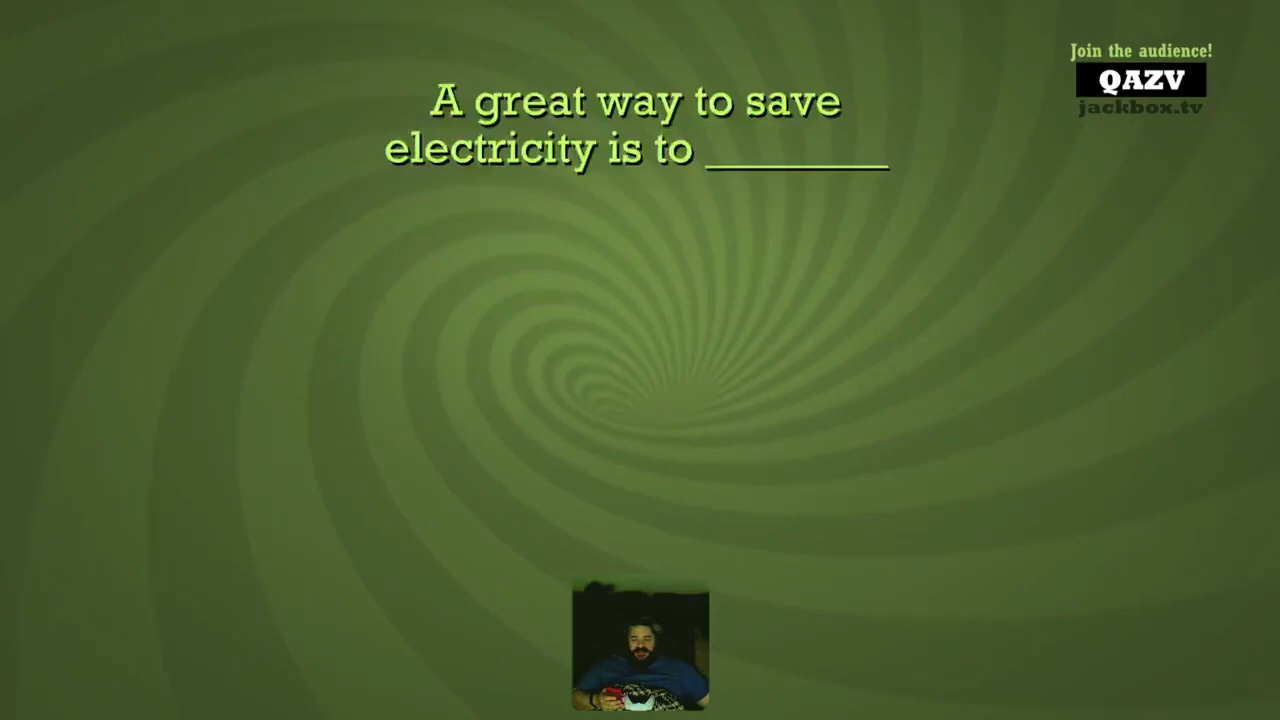 Join the audience!
QAZV
jackbox.tv
A great way to save
electricity is to ________